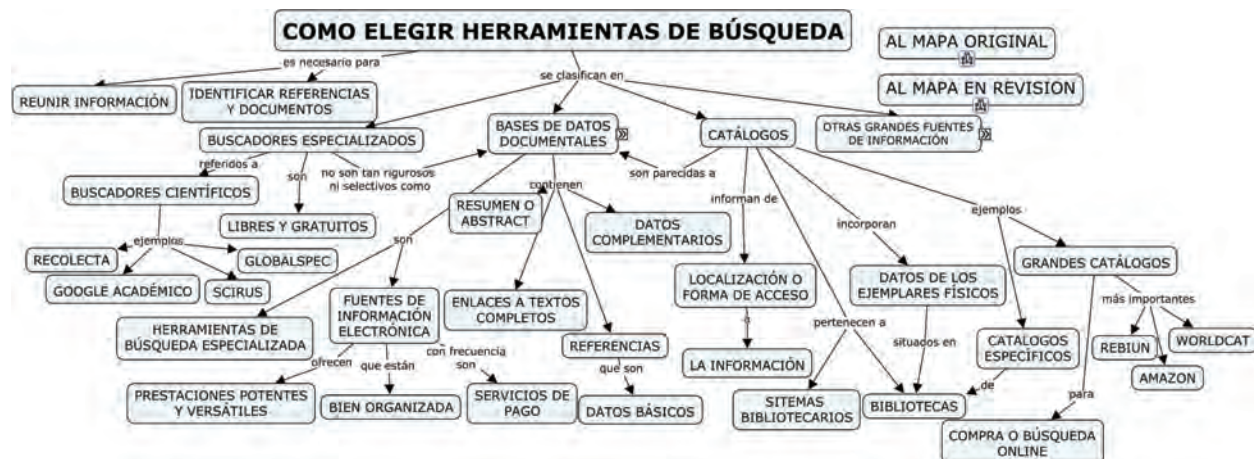 COMO ELEGIR HERRAMIENTAS DE BÚSQUEDA
AL MAPA ORIGINAL
AL MAPA EN REVISION
es necesario para
se clasifican en
REUNIR INFORMACIÓN
IDENTIFICAR REFERENCIAS
Y DOCUMENTOS
BUSCADORES ESPECIALIZADOS
BASES DE DATOS
DOCUMENTALES
CATÁLOGOS
OTRAS GRANDES FUENTES
DE INFORMACIÓN
referidos a
son
no son tan rigurosos
ni selectivos como
contienen
son parecidas a
BUSCADORES CIENTÍFICOS
LIBRES Y GRATUITOS
RESUMEN O
ABSTRACT
DATOS
COMPLEMENTARIOS
informan de
incorporan
ejemplos
ejemplos
RECOLECTA
GLOBALSPEC
GOOGLE ACADÉMICO
SCIRUS
son
GRANDES CATÁLOGOS
LOCALIZACIÓN O
FORMA DE ACCESO
DATOS DE LOS
EJEMPLARES FÍSICOS
FUENTES DE
INFORMACIÓN
ELECTRÓNICA
ENLACES A TEXTOS
COMPLETOS
HERRAMIENTAS DE
BÚSQUEDA ESPECIALIZADA
REFERENCIAS
a
pertenecen a
situados en
CATALOGOS
ESPECÍFICOS
más importantes
REBIUN
WORLDCAT
AMAZON
ofrecen
que están
con frecuencia
son
que son
LA INFORMACIÓN
de
para
PRESTACIONES POTENTES
Y VERSÁTILES
BIEN ORGANIZADA
SERVICIOS DE
PAGO
DATOS BÁSICOS
SITEMAS
BIBLIOTECARIOS
BIBLIOTECAS
COMPRA O BÚSQUEDA
ONLINE